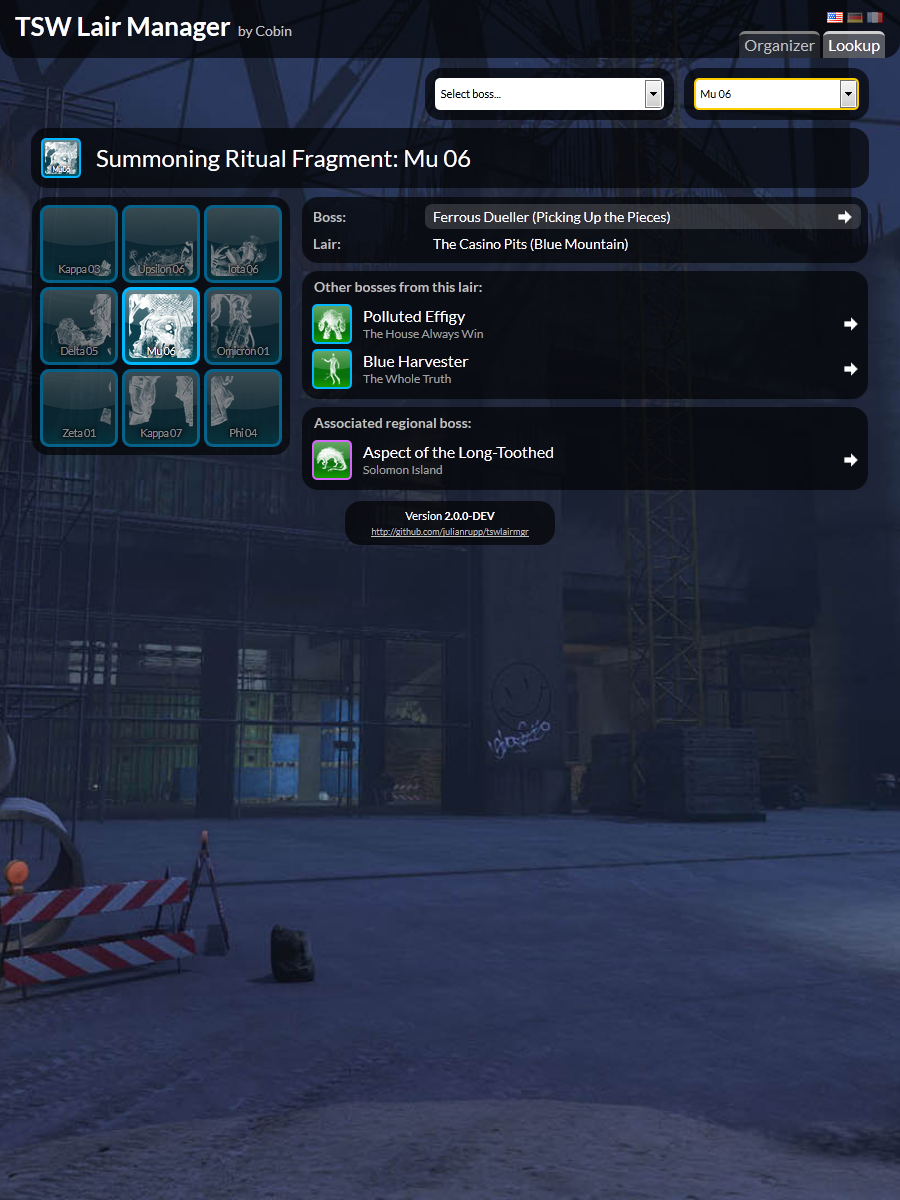 TSW Lair Manager by Cobin
Organizer Lookup
Select boss... Mu 06
Mu 06
Summoning Ritual Fragment: Mu 06
Kappa 03 Upsilon 06 Iota 06
Delta 05 Mu 06 Omicron 01
Zeta 01 Kappa 07 Phi 04
Boss: Ferrous Dueller (Picking Up the Pieces)
Lair: The Casino Pits (Blue Mountain)
Other bosses from this lair:
Polluted Effigy
The House Always Win
Blue Harvester
The Whole Truth
Associated regional boss:
Aspect of the Long-Toothed
Solomon Island
Version 2.0.0-DEV
http://github.com/julianrupp/tswlairmgr